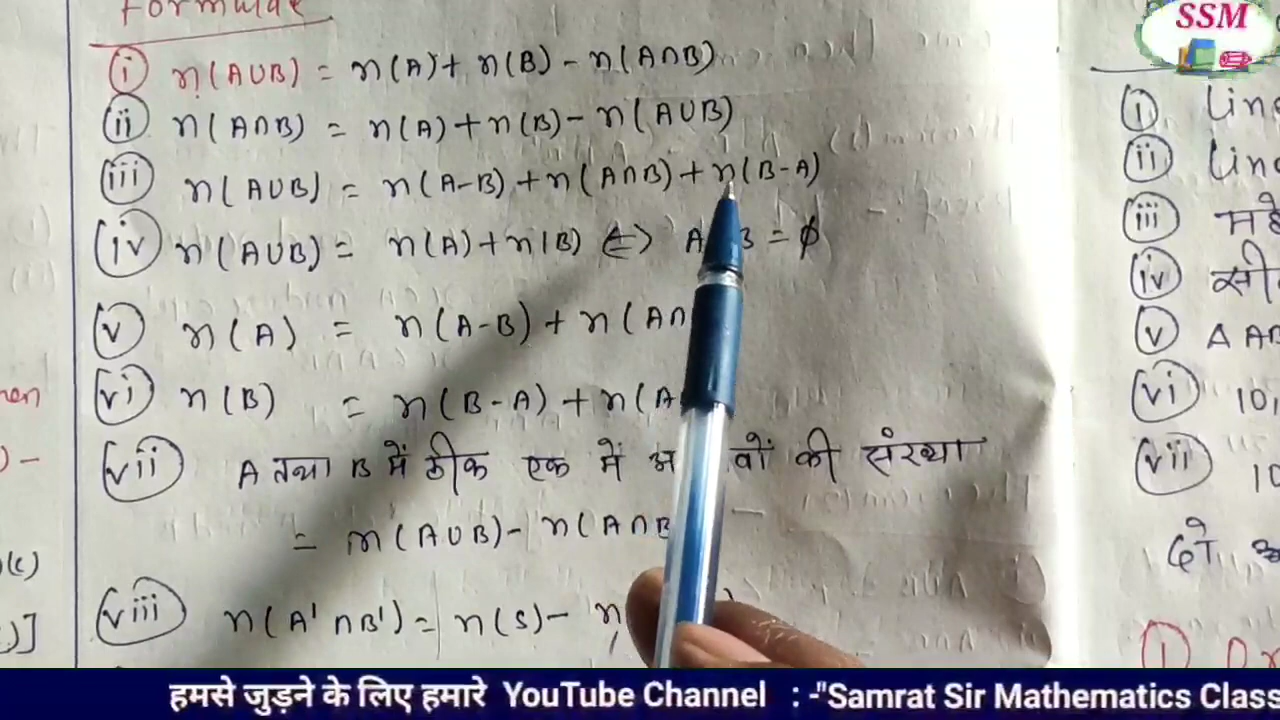 Formulae
(i) n(A∪B) = n(A) + n(B) - n(A∩B)
(ii) n(A∩B) = n(A) + n(B) - n(A∪B)
(iii) n(A∪B) = n(A-B) + n(A∩B) + n(B-A)
(iv) n(A∪B) = n(A) + n(B) <=> A B = ϕ
(v) n(A) = n(A-B) + n(A∩
(vi) n(B) = n(B-A) + n(A
(vii) A तथा B में ठीक एक में अ वों की संख्या
= n(A∪B) - n(A∩B
(viii) n(A'∩B') = n(S) - n
(i)
(ii)
(iii)
(iv)
(v) Δ AB
(vi) 10,
(vii) 10
दो
(c)
)]
SSM
हमसे जुड़ने के लिए हमारे YouTube Channel : -"Samrat Sir Mathematics Class